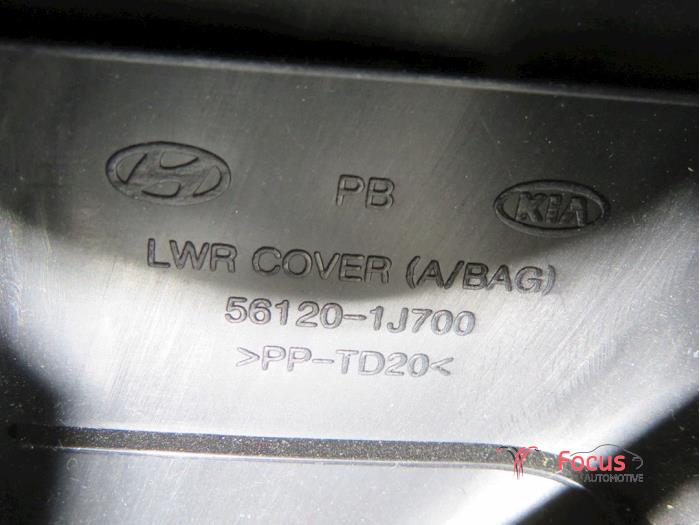 PB
KIA
LWR COVER (A/BAG)
56120-1J700
>PP-TD20<
Focus
AUTOMOTIVE